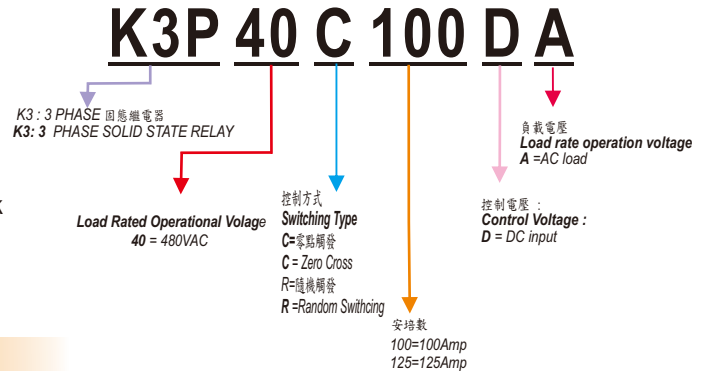 K3P 40 C 100 D A
K3 : 3 PHASE 固態繼電器
K3: 3 PHASE SOLID STATE RELAY
Load Rated Operational Volage
40 = 480VAC
控制方式
Switching Type
C=零點觸發
C = Zero Cross
R=隨機觸發
R =Random Swithcing
安培數
100=100Amp
125=125Amp
控制電壓 :
Control Voltage :
D = DC input
負載電壓
Load rate operation voltage
A =AC load